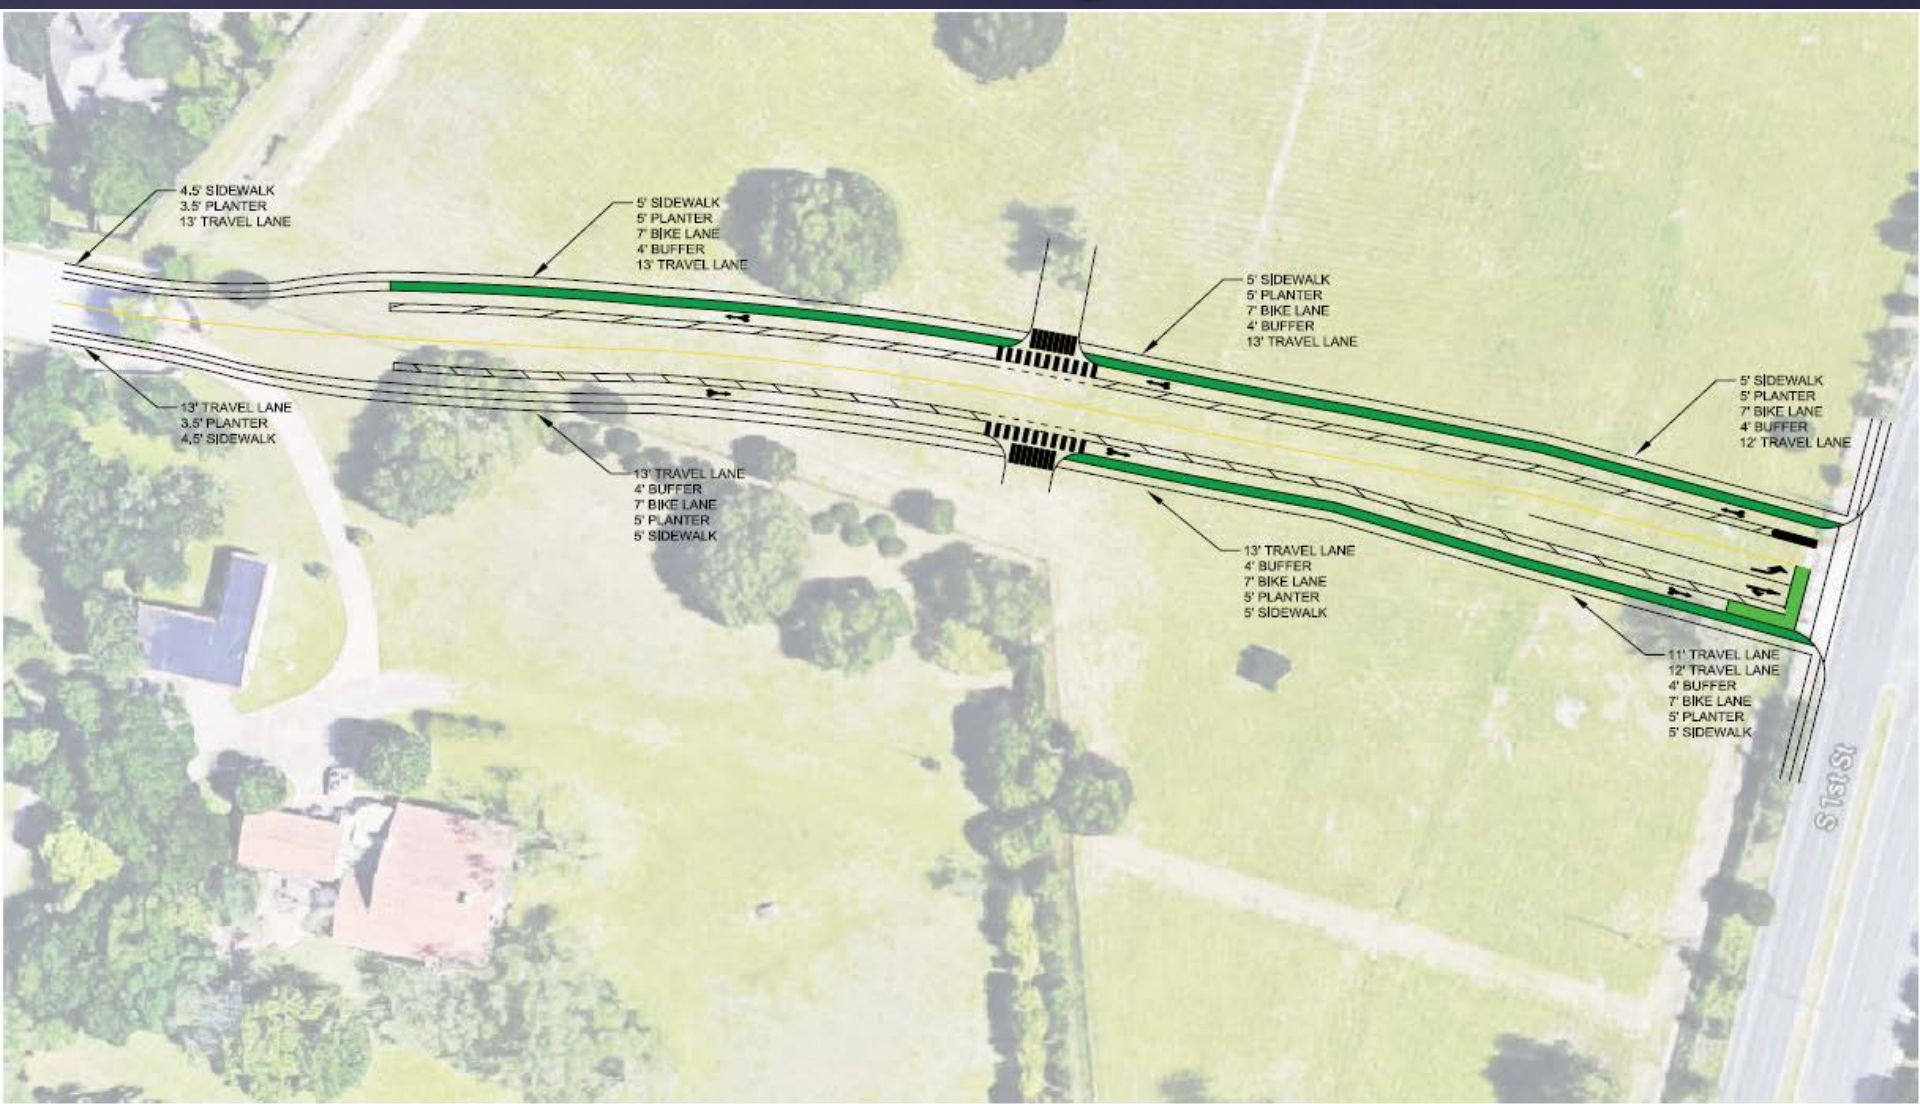 4.5' SIDEWALK
3.5' PLANTER
13' TRAVEL LANE
5' SIDEWALK
5' PLANTER
7' BIKE LANE
4' BUFFER
13' TRAVEL LANE
5' SIDEWALK
5' PLANTER
7' BIKE LANE
4' BUFFER
13' TRAVEL LANE
5' SIDEWALK
5' PLANTER
7' BIKE LANE
4' BUFFER
12' TRAVEL LANE
13' TRAVEL LANE
3.5' PLANTER
4.5' SIDEWALK
13' TRAVEL LANE
4' BUFFER
7' BIKE LANE
5' PLANTER
5' SIDEWALK
13' TRAVEL LANE
4' BUFFER
7' BIKE LANE
5' PLANTER
5' SIDEWALK
11' TRAVEL LANE
12' TRAVEL LANE
4' BUFFER
7' BIKE LANE
5' PLANTER
5' SIDEWALK
S 1st St